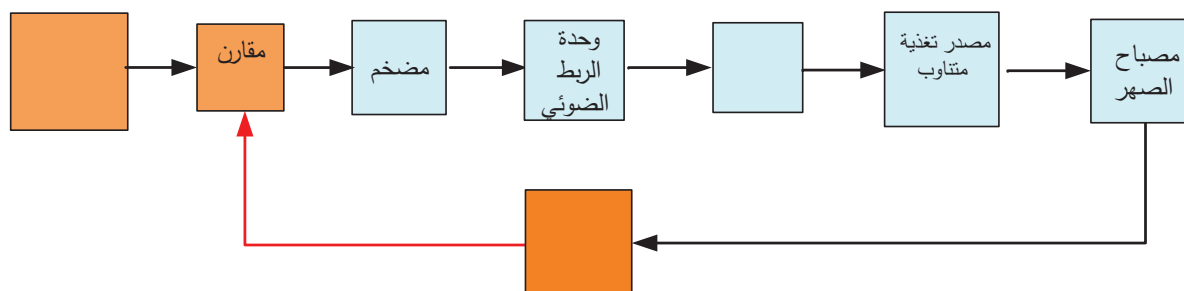 مقارن
مضخم
وحدة
الربط
الضوئي
مصدر تغذية
متناوب
مصباح
الصهر